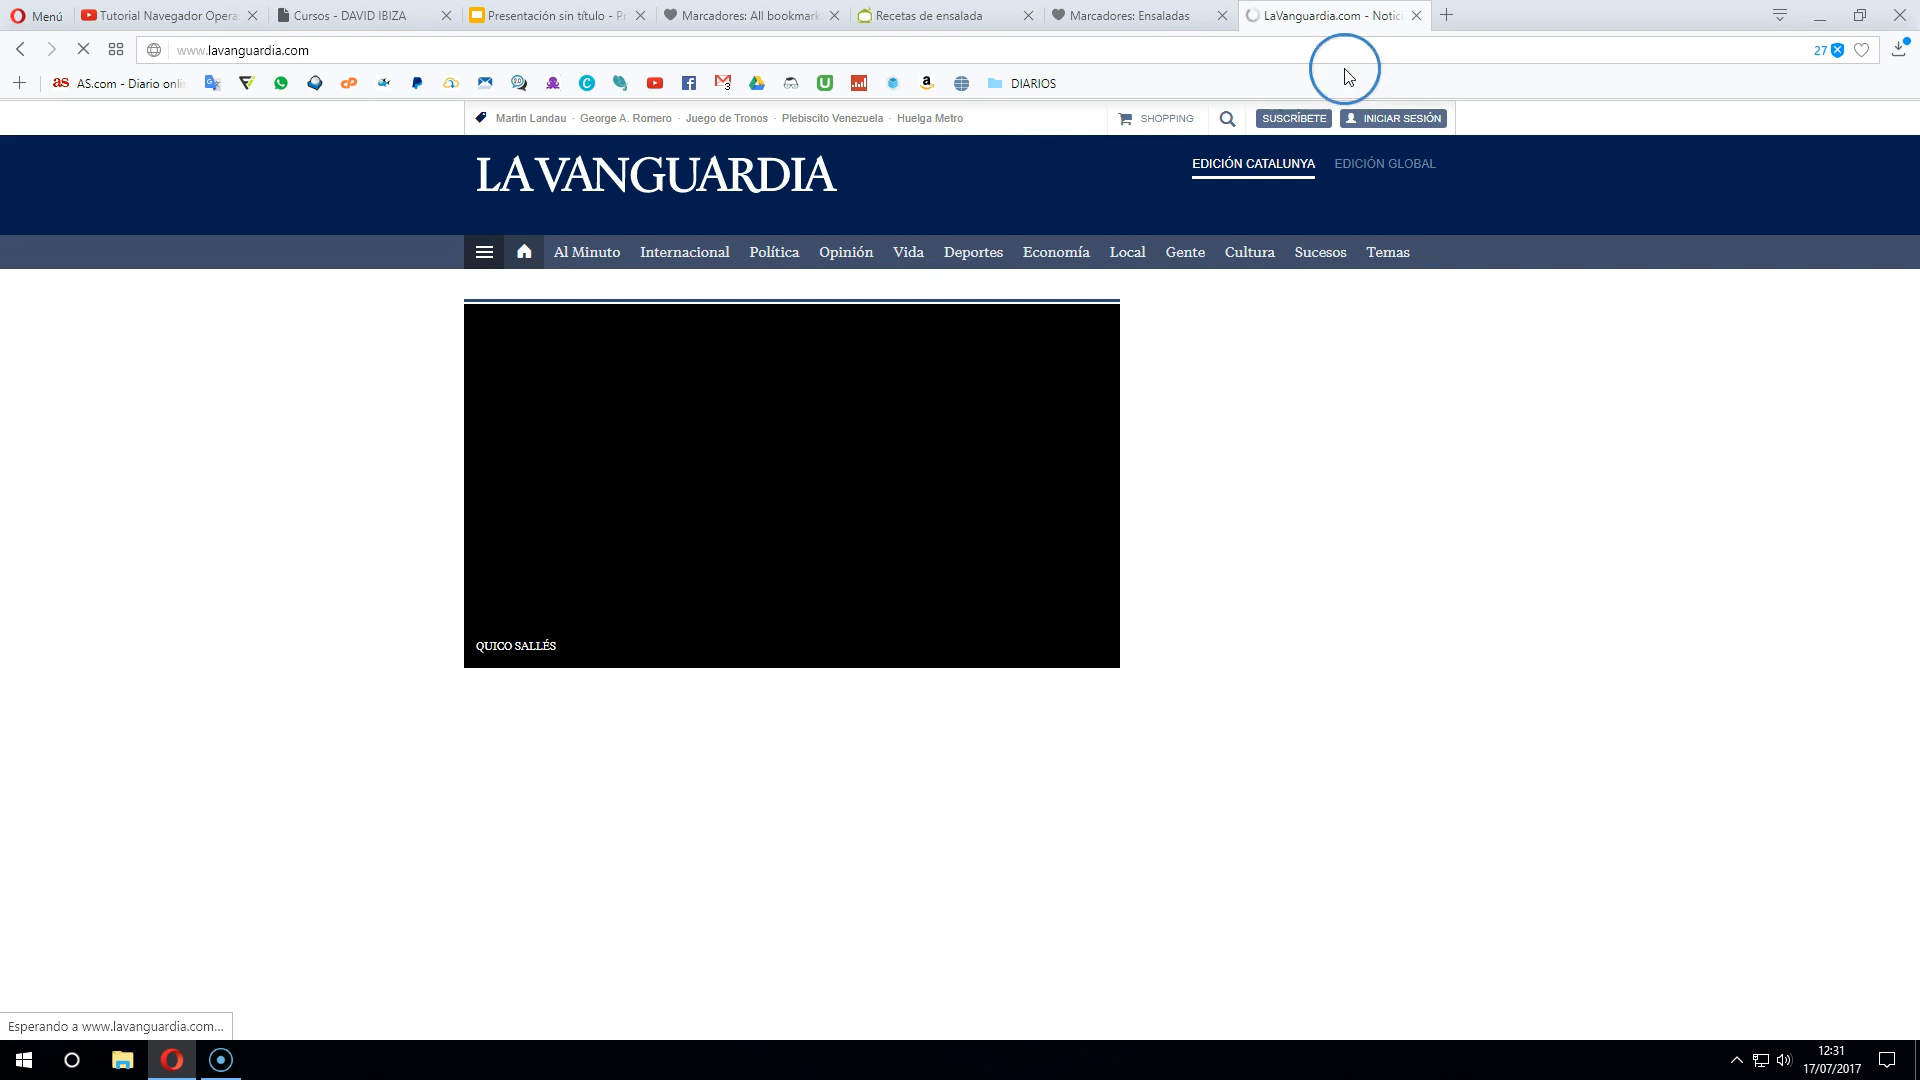 Menú
Tutorial Navegador Opera
Cursos - DAVID IBIZA
Presentación sin título - Pr
Marcadores: All bookmark
Recetas de ensalada
Marcadores: Ensaladas
LaVanguardia.com - Notic
www.lavanguardia.com
27
as AS.com - Diario onli
DIARIOS
Martin Landau · George A. Romero · Juego de Tronos · Plebiscito Venezuela · Huelga Metro
SHOPPING
SUSCRÍBETE
INICIAR SESIÓN
LA VANGUARDIA
EDICIÓN CATALUNYA
EDICIÓN GLOBAL
Al Minuto Internacional Política Opinión Vida Deportes Economía Local Gente Cultura Sucesos Temas
QUICO SALLÉS
Esperando a www.lavanguardia.com...
12:31
17/07/2017